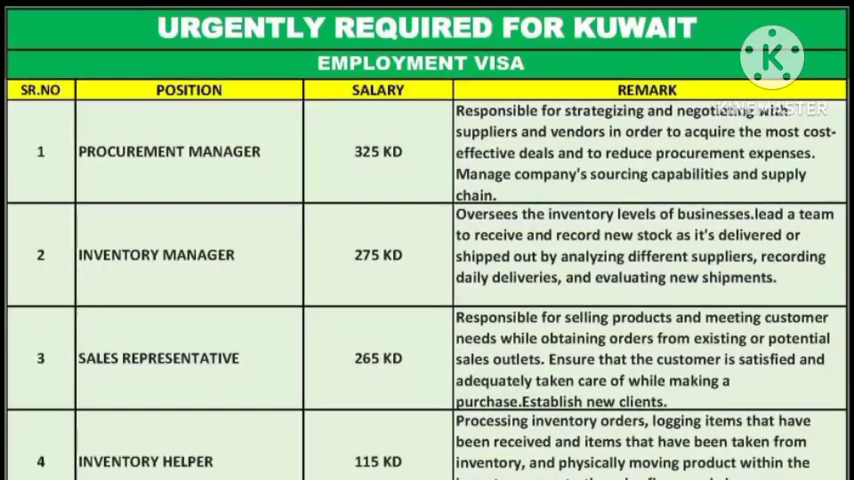 URGENTLY REQUIRED FOR KUWAIT
EMPLOYMENT VISA
SR.NO POSITION SALARY REMARK
1 PROCUREMENT MANAGER 325 KD
Responsible for strategizing and negotiating with
suppliers and vendors in order to acquire the most cost-
effective deals and to reduce procurement expenses.
Manage company's sourcing capabilities and supply
chain.
2 INVENTORY MANAGER 275 KD
Oversees the inventory levels of businesses.lead a team
to receive and record new stock as it's delivered or
shipped out by analyzing different suppliers, recording
daily deliveries, and evaluating new shipments.
3 SALES REPRESENTATIVE 265 KD
Responsible for selling products and meeting customer
needs while obtaining orders from existing or potential
sales outlets. Ensure that the customer is satisfied and
adequately taken care of while making a
purchase.Establish new clients.
4 INVENTORY HELPER 115 KD
Processing inventory orders, logging items that have
been received and items that have been taken from
inventory, and physically moving product within the
K
KINEMASTER